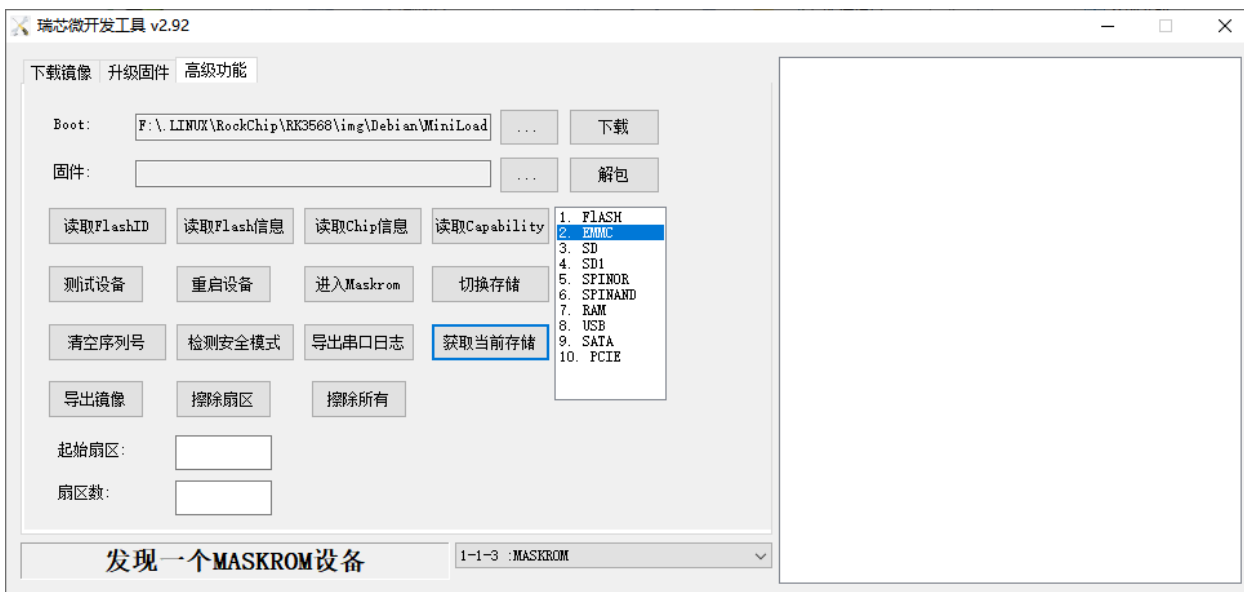 瑞芯微开发工具 v2.92
下载镜像 升级固件 高级功能
Boot: F:\.LINUX\RockChip\RK3568\img\Debian\MiniLoad ... 下载
固件: ... 解包
读取FlashID 读取Flash信息 读取Chip信息 读取Capability
1. FlASH
2. EMMC
3. SD
4. SD1
5. SPINOR
6. SPINAND
7. RAM
8. USB
9. SATA
10. PCIE
测试设备 重启设备 进入Maskrom 切换存储
清空序列号 检测安全模式 导出串口日志 获取当前存储
导出镜像 擦除扇区 擦除所有
起始扇区:
扇区数:
发现一个MASKROM设备 1-1-3 :MASKROM